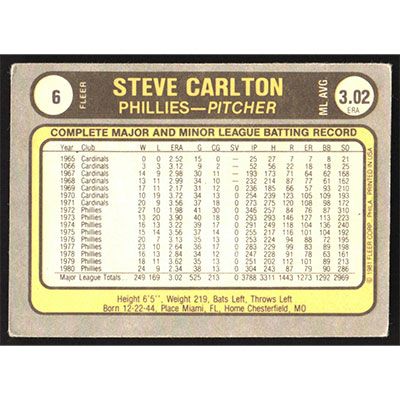 6
FLEER
STEVE CARLTON
PHILLIES—PITCHER
ML AVG
3.02
ERA
COMPLETE MAJOR AND MINOR LEAGUE BATTING RECORD
Year Club W L ERA G CG SV IP H R ER BB SO
1965 Cardinals 0 0 2.52 15 0 — 25 27 8 7 8 21
1066 Cardinals 3 3 3.12 9 2 — 52 56 22 18 18 25
1967 Cardinals 14 9 2.98 30 11 — 193 173 71 64 62 168
1968 Cardinals 13 11 2.99 34 10 — 232 214 87 77 61 162
1969 Cardinals 17 11 2.17 31 12 0 236 185 66 57 93 210
1970 Cardinals 10 19 34 13 0 254 239 123 105 109 193
1971 Cardinals 20 9 37 18 0 273 275 120 108 98 172
1972 Phillies 27 10 1.98 41 30 0 346 257 84 76 87 310
1973 Phillies 13 20 3.90 40 18 0 293 293 146 127 113 223
1974 Phillies 16 13 3.22 39 17 0 291 249 118 104 136 240
1975 Phillies 15 14 3.56 37 14 0 255 217 116 101 104 192
1976 Phillies 20 7 3.13 35 13 0 253 224 94 88 72 195
1977 Phillies 23 10 2.64 36 17 0 283 229 99 83 89 198
1978 Phillies 16 13 2.84 34 12 0 247 228 91 78 63 161
1979 Phillies 18 11 3.62 35 13 0 251 202 112 101 89 213
1980 Phillies 24 9 2.34 38 13 0 304 243 87 79 90 286
Major League Totals 249 169 525 213 0 3788 3311 1443 1292 2969
Height 6'5'', Weight 219, Bats Left, Throws Left
Born 12-22-44, Place Miami, FL, Home Chesterfield, MO
© 1981 FLEER CORP. PHILA. PRINTED IN USA